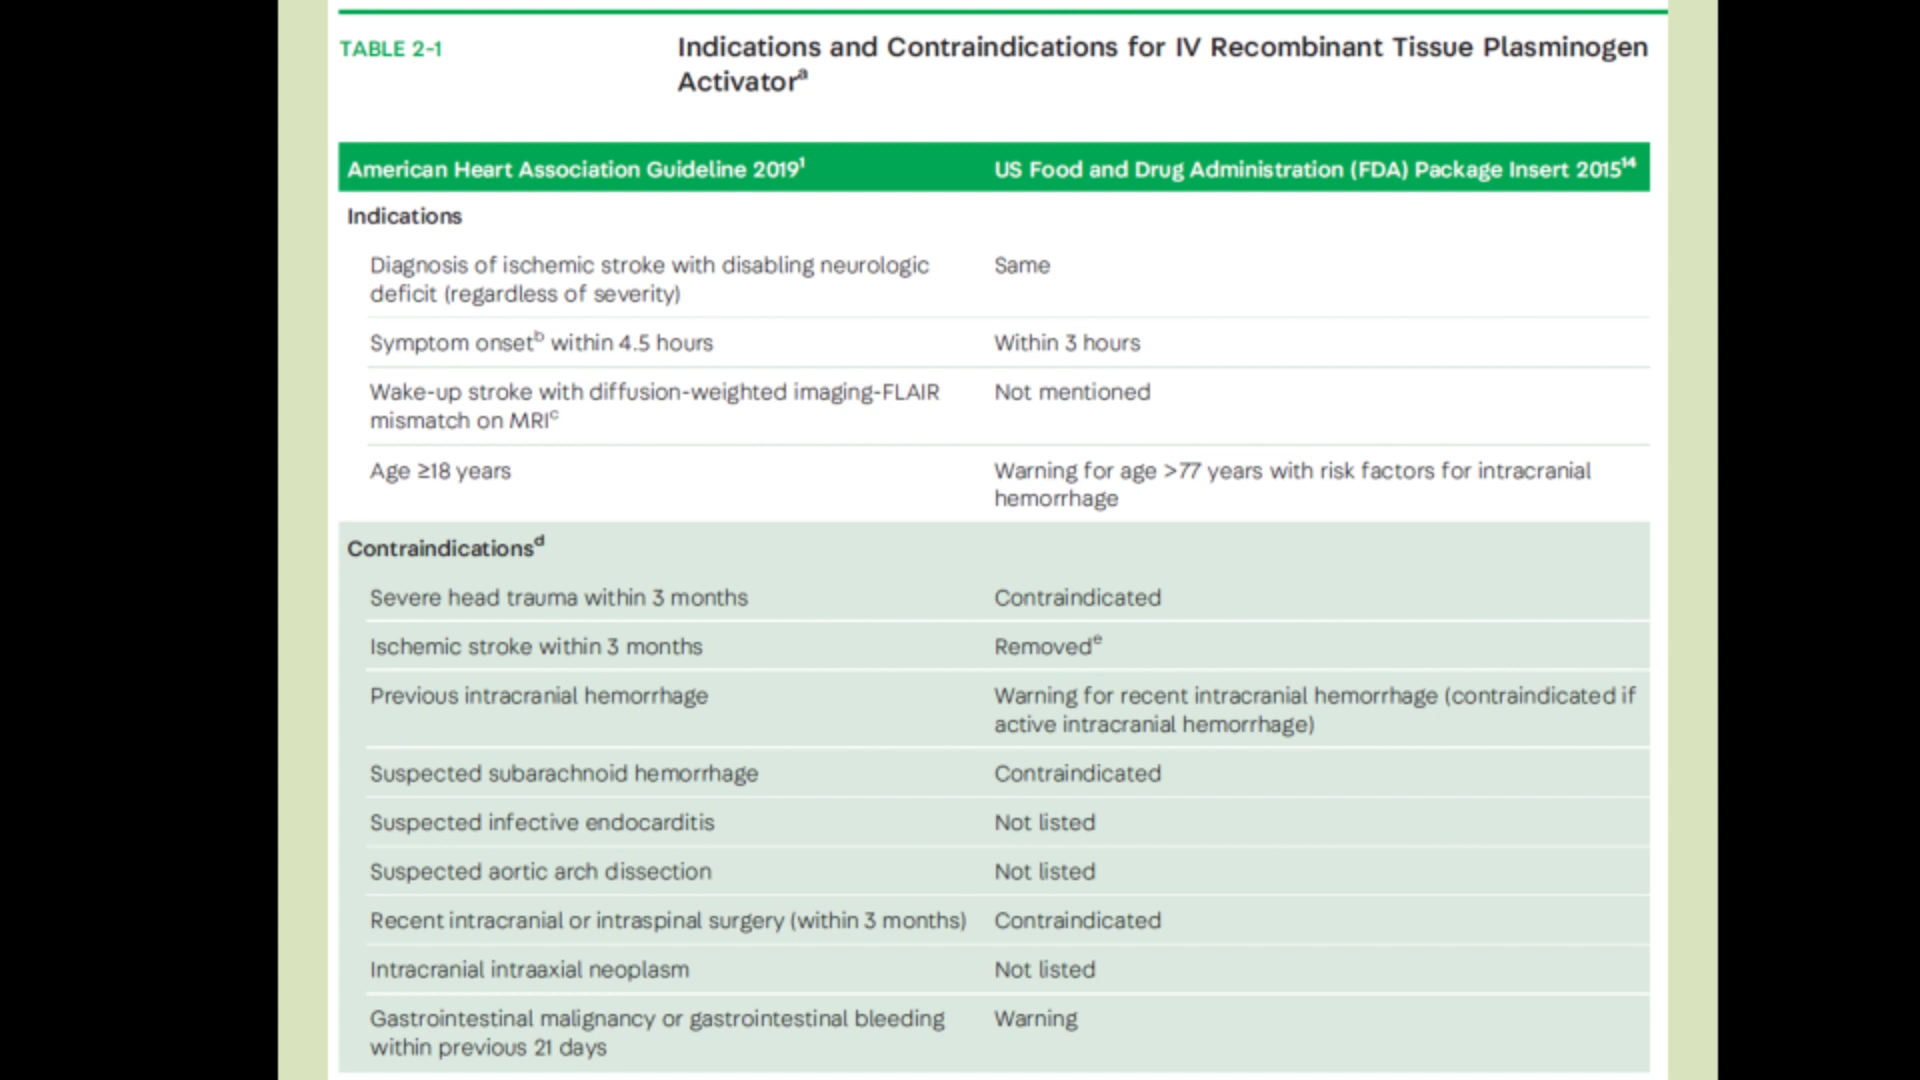 TABLE 2-1
Indications and Contraindications for IV Recombinant Tissue Plasminogen
Activatorᵃ
American Heart Association Guideline 2019¹ US Food and Drug Administration (FDA) Package Insert 2015¹⁴
Indications
Diagnosis of ischemic stroke with disabling neurologic Same
deficit (regardless of severity)
Symptom onsetᵇ within 4.5 hours Within 3 hours
Wake-up stroke with diffusion-weighted imaging-FLAIR Not mentioned
mismatch on MRIᶜ
Age ≥18 years Warning for age >77 years with risk factors for intracranial
hemorrhage
Contraindicationsᵈ
Severe head trauma within 3 months Contraindicated
Ischemic stroke within 3 months Removedᵉ
Previous intracranial hemorrhage Warning for recent intracranial hemorrhage (contraindicated if
active intracranial hemorrhage)
Suspected subarachnoid hemorrhage Contraindicated
Suspected infective endocarditis Not listed
Suspected aortic arch dissection Not listed
Recent intracranial or intraspinal surgery (within 3 months) Contraindicated
Intracranial intraaxial neoplasm Not listed
Gastrointestinal malignancy or gastrointestinal bleeding Warning
within previous 21 days